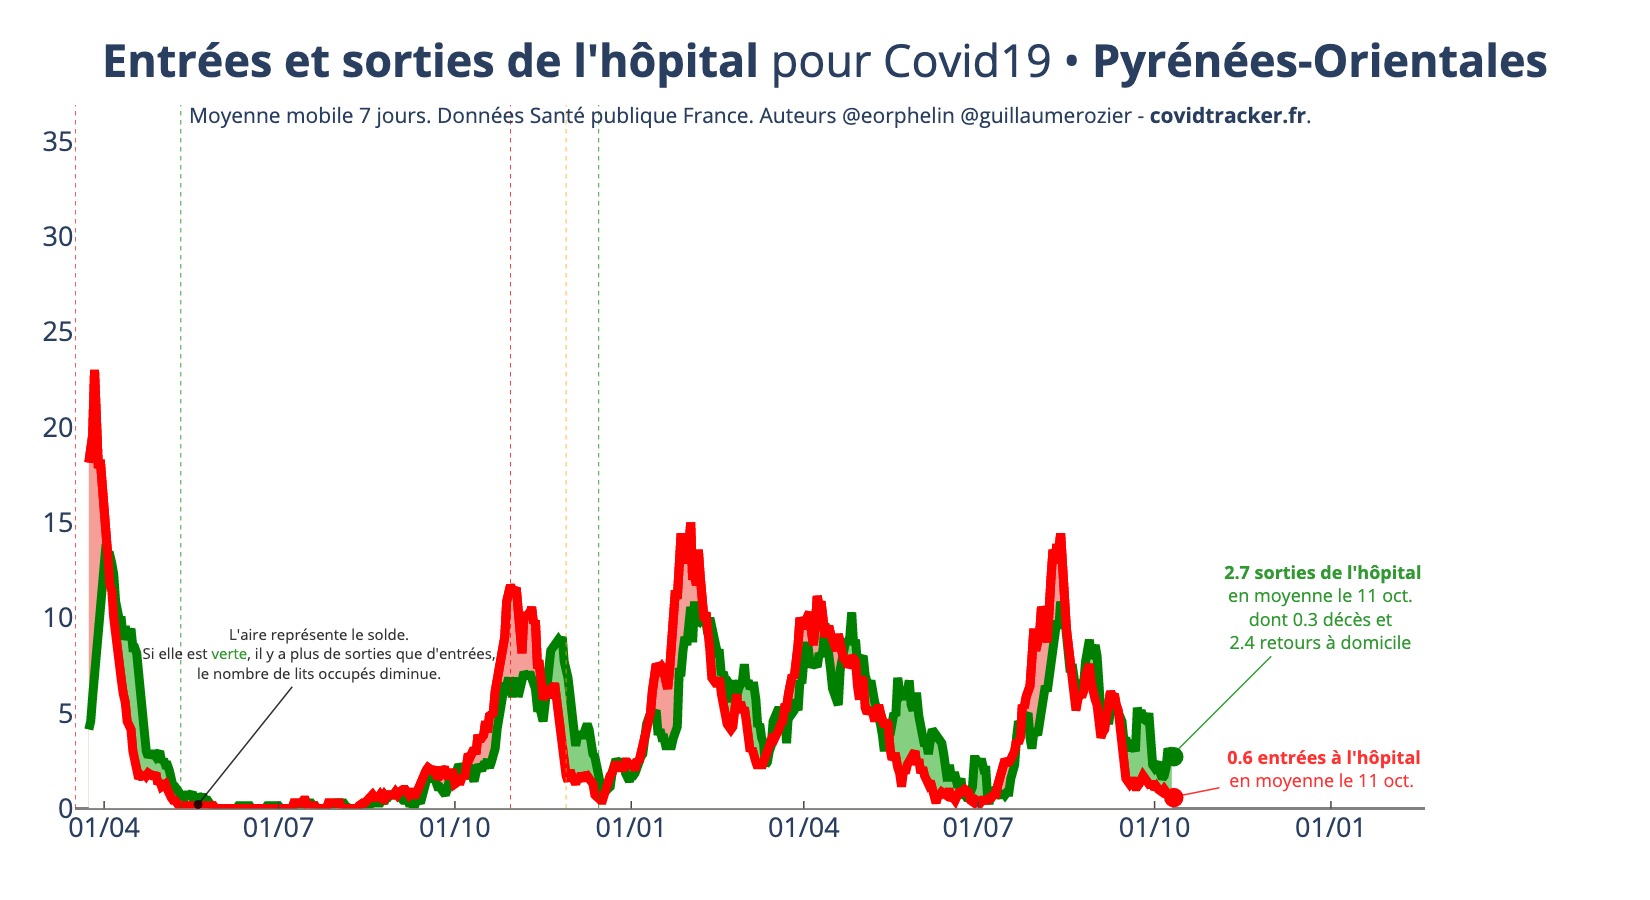 Entrées et sorties de l'hôpital pour Covid19 • Pyrénées-Orientales
Moyenne mobile 7 jours. Données Santé publique France. Auteurs @eorphelin @guillaumerozier - covidtracker.fr.
35
30
25
20
15
10
5
0
L'aire représente le solde.
Si elle est verte, il y a plus de sorties que d'entrées,
le nombre de lits occupés diminue.
2.7 sorties de l'hôpital
en moyenne le 11 oct.
dont 0.3 décès et
2.4 retours à domicile
0.6 entrées à l'hôpital
en moyenne le 11 oct.
01/04 01/07 01/10 01/01 01/04 01/07 01/10 01/01